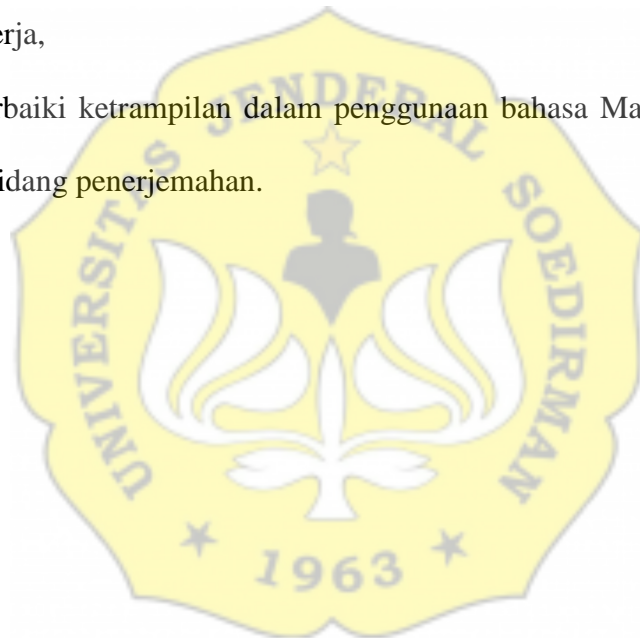 erja,
rbaiki ketrampilan dalam penggunaan bahasa Ma
idang penerjemahan.
UNIVERSITAS JENDERAL SOEDIRMAN
1963